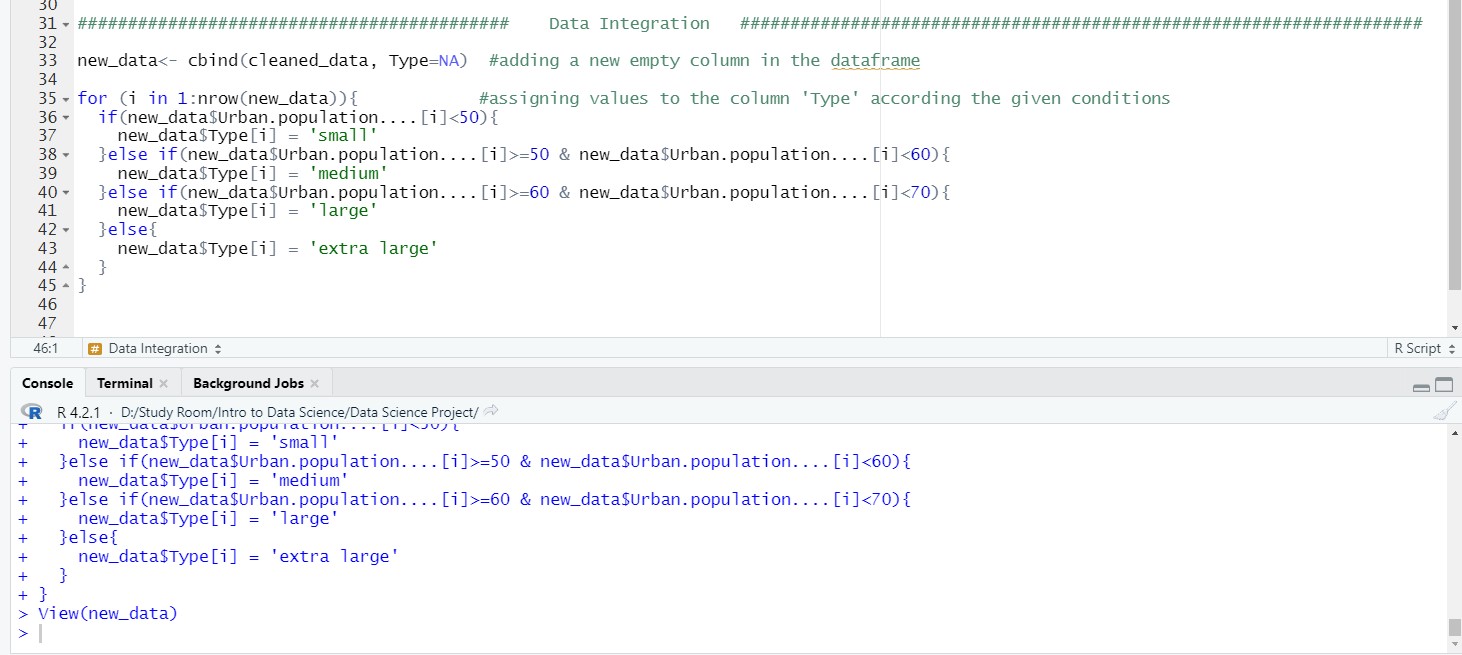 30
31 ########################################### Data Integration ####################################################################
32
33 new_data<- cbind(cleaned_data, Type=NA) #adding a new empty column in the dataframe
34
35 for (i in 1:nrow(new_data)){ #assigning values to the column 'Type' according the given conditions
36 if(new_data$Urban.population....[i]<50){
37 new_data$Type[i] = 'small'
38 }else if(new_data$Urban.population....[i]>=50 & new_data$Urban.population....[i]<60){
39 new_data$Type[i] = 'medium'
40 }else if(new_data$Urban.population....[i]>=60 & new_data$Urban.population....[i]<70){
41 new_data$Type[i] = 'large'
42 }else{
43 new_data$Type[i] = 'extra large'
44 }
45 }
46
47
46:1 # Data Integration R Script
Console Terminal × Background Jobs ×
R R 4.2.1 · D:/Study Room/Intro to Data Science/Data Science Project/
+ if(new_data$Urban.population....[i]<50){
+ new_data$Type[i] = 'small'
+ }else if(new_data$Urban.population....[i]>=50 & new_data$Urban.population....[i]<60){
+ new_data$Type[i] = 'medium'
+ }else if(new_data$Urban.population....[i]>=60 & new_data$Urban.population....[i]<70){
+ new_data$Type[i] = 'large'
+ }else{
+ new_data$Type[i] = 'extra large'
+ }
+ }
> View(new_data)
>